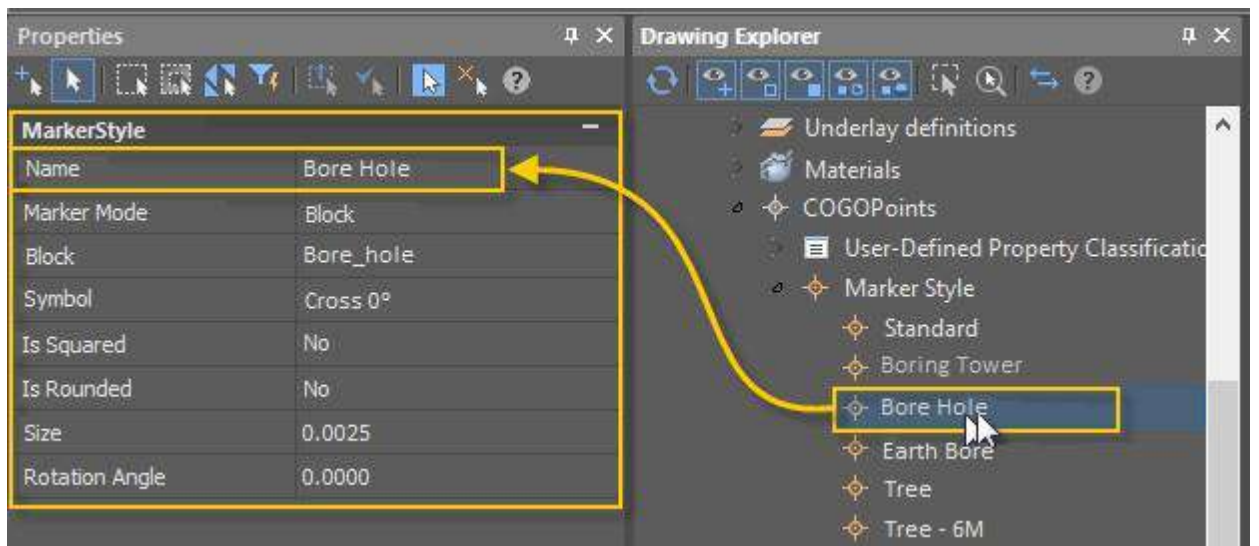 Properties
MarkerStyle
Name Bore Hole
Marker Mode Block
Block Bore_hole
Symbol Cross 0°
Is Squared No
Is Rounded No
Size 0.0025
Rotation Angle 0.0000
Drawing Explorer
Underlay definitions
Materials
COGOPoints
User-Defined Property Classificatio
Marker Style
Standard
Boring Tower
Bore Hole
Earth Bore
Tree
Tree - 6M